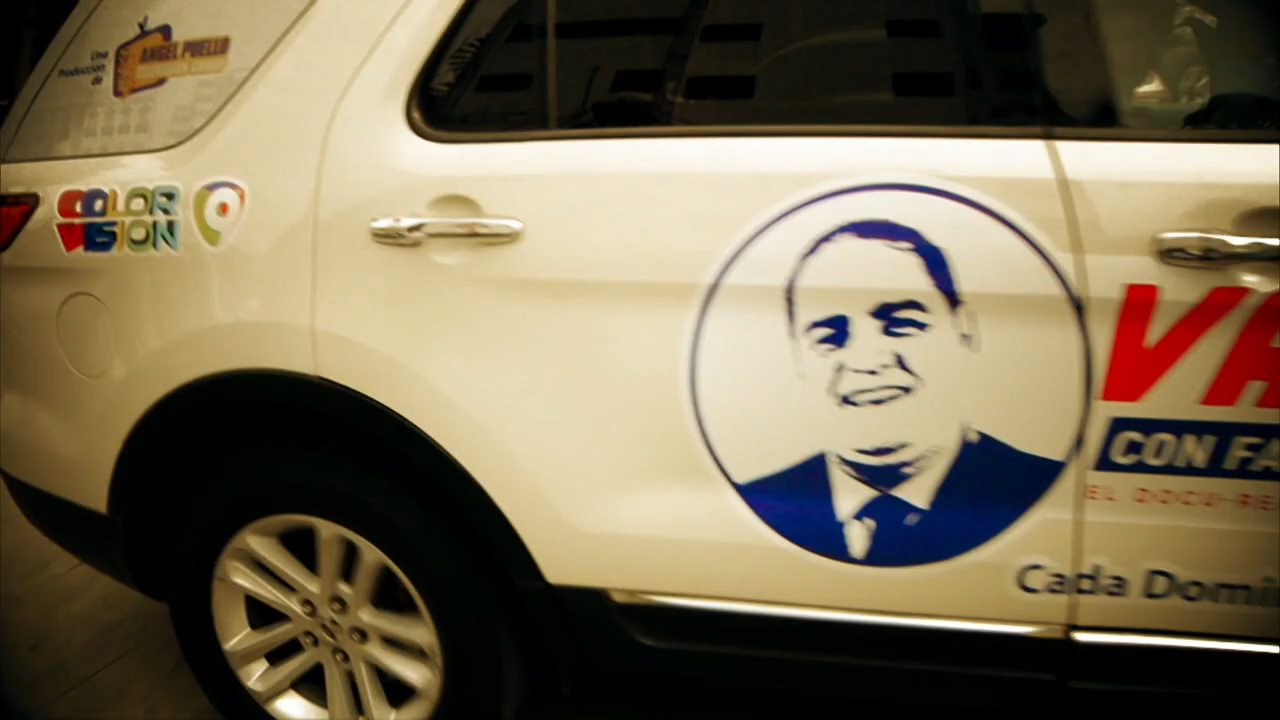 Una
Producción
de
ANGEL PUELLO
COLOR
VISION
VA
CON FA
EL DOCU-RE
Cada Domi